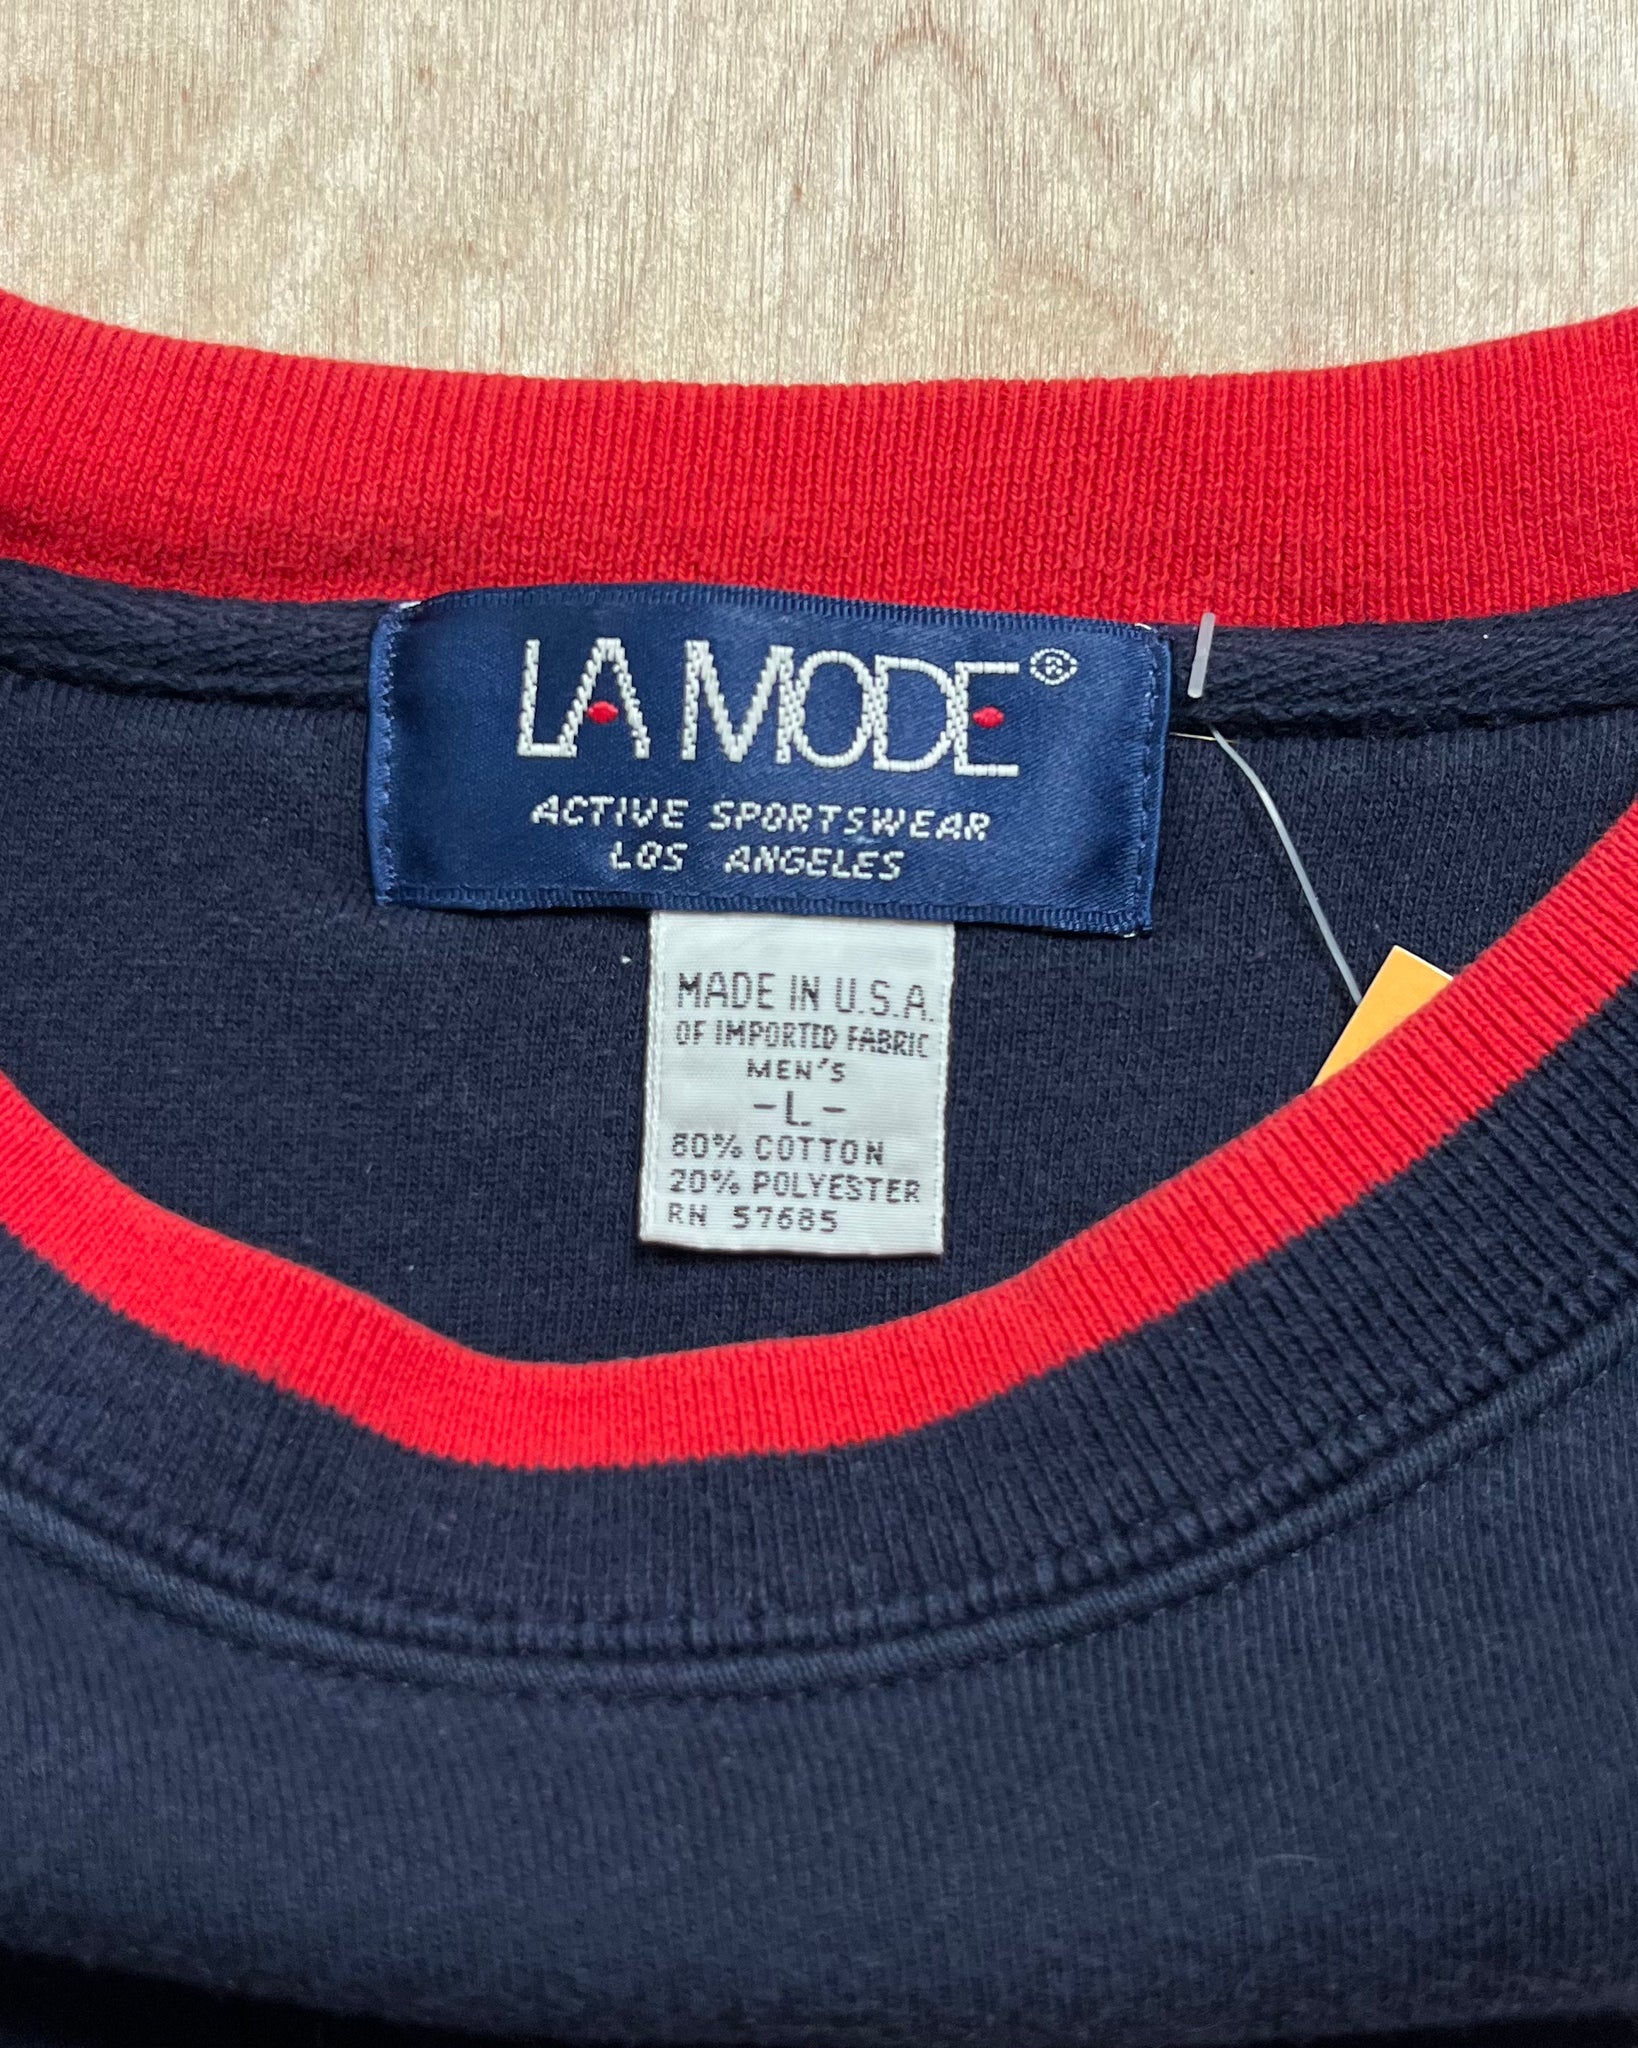 LA MODE®
ACTIVE SPORTSWEAR
LOS ANGELES
MADE IN U.S.A.
OF IMPORTED FABRIC
MEN'S
-L-
80% COTTON
20% POLYESTER
RN 57685